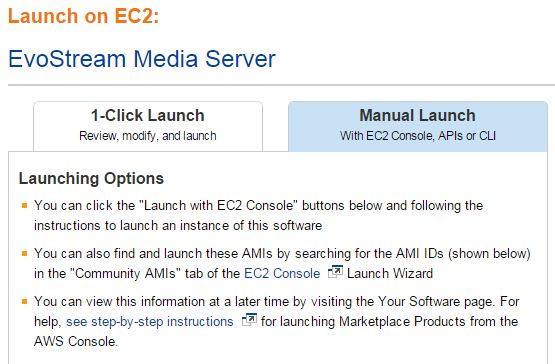 Launch on EC2:
EvoStream Media Server
1-Click Launch
Review, modify, and launch
Manual Launch
With EC2 Console, APIs or CLI
Launching Options
You can click the "Launch with EC2 Console" buttons below and following the
instructions to launch an instance of this software
You can also find and launch these AMIs by searching for the AMI IDs (shown below)
in the "Community AMIs" tab of the EC2 Console Launch Wizard
You can view this information at a later time by visiting the Your Software page. For
help, see step-by-step instructions for launching Marketplace Products from the
AWS Console.